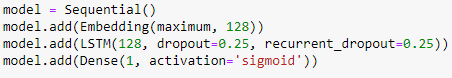 model = Sequential()
model.add(Embedding(maximum, 128))
model.add(LSTM(128, dropout=0.25, recurrent_dropout=0.25))
model.add(Dense(1, activation='sigmoid'))